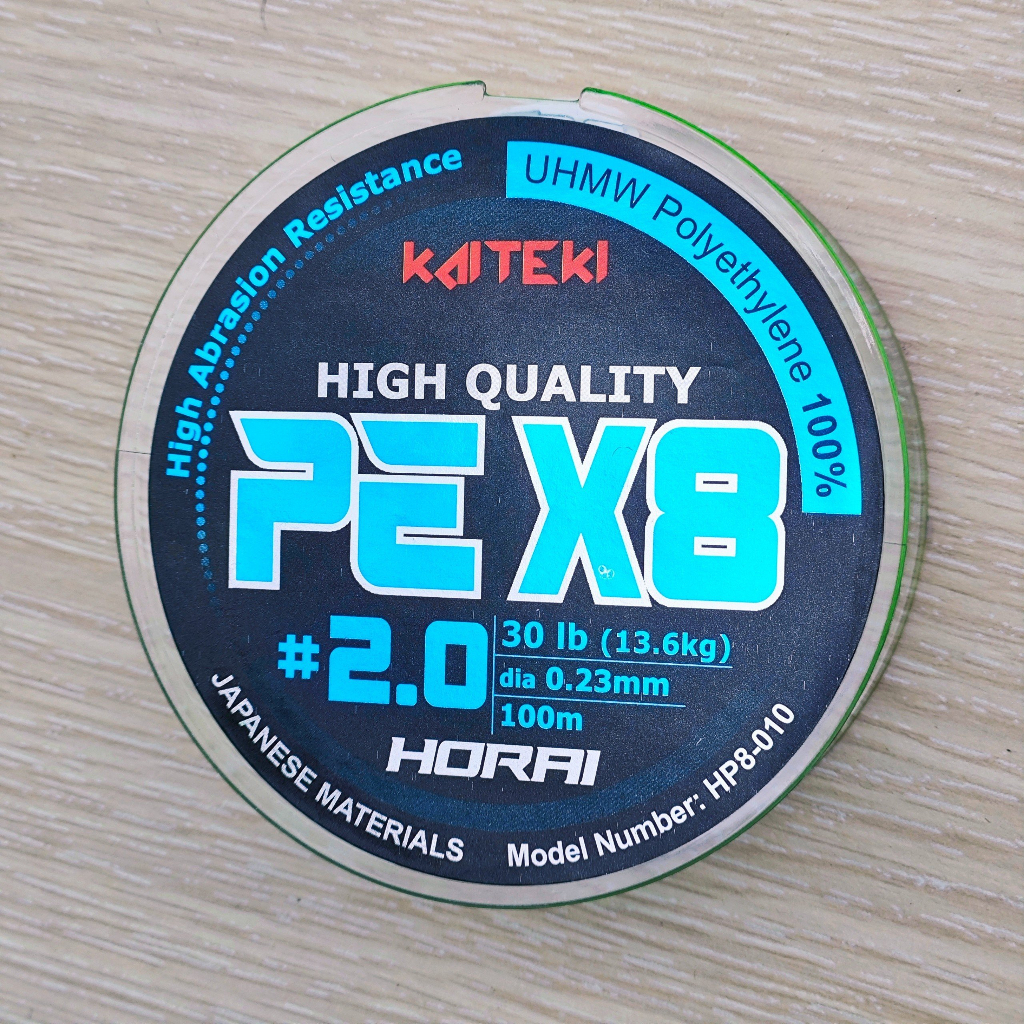 High Abrasion Resistance
UHMW Polyethylene 100%
KAITEKI
HIGH QUALITY
PE X8
#2.0
30 lb (13.6kg)
dia 0.23mm
100m
HORAI
JAPANESE MATERIALS
Model Number: HP8-010